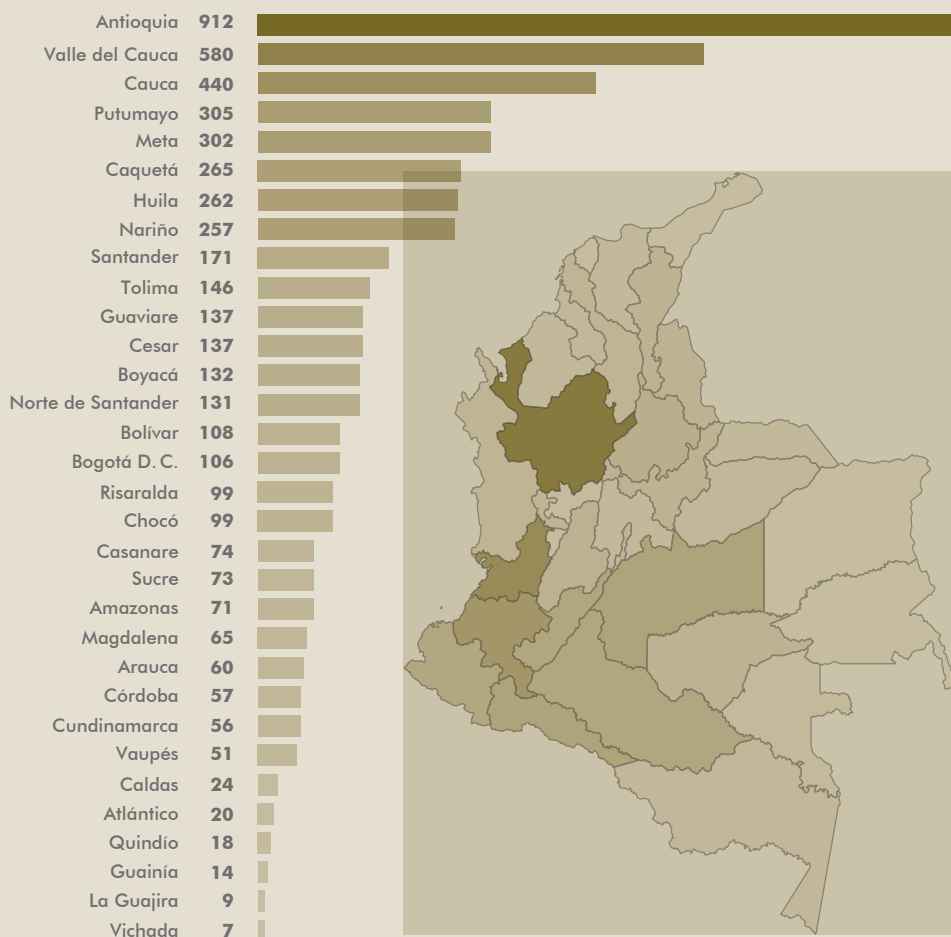 Antioquia 912
Valle del Cauca 580
Cauca 440
Putumayo 305
Meta 302
Caquetá 265
Huila 262
Nariño 257
Santander 171
Tolima 146
Guaviare 137
Cesar 137
Boyacá 132
Norte de Santander 131
Bolívar 108
Bogotá D. C. 106
Risaralda 99
Chocó 99
Casanare 74
Sucre 73
Amazonas 71
Magdalena 65
Arauca 60
Córdoba 57
Cundinamarca 56
Vaupés 51
Caldas 24
Atlántico 20
Quindío 18
Guainía 14
La Guajira 9
Vichada 7